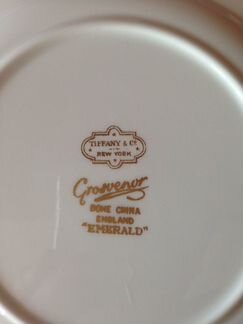 TIFFANY & Co
NEW YORK
Grosvenor
BONE CHINA
ENGLAND
"EMERALD"